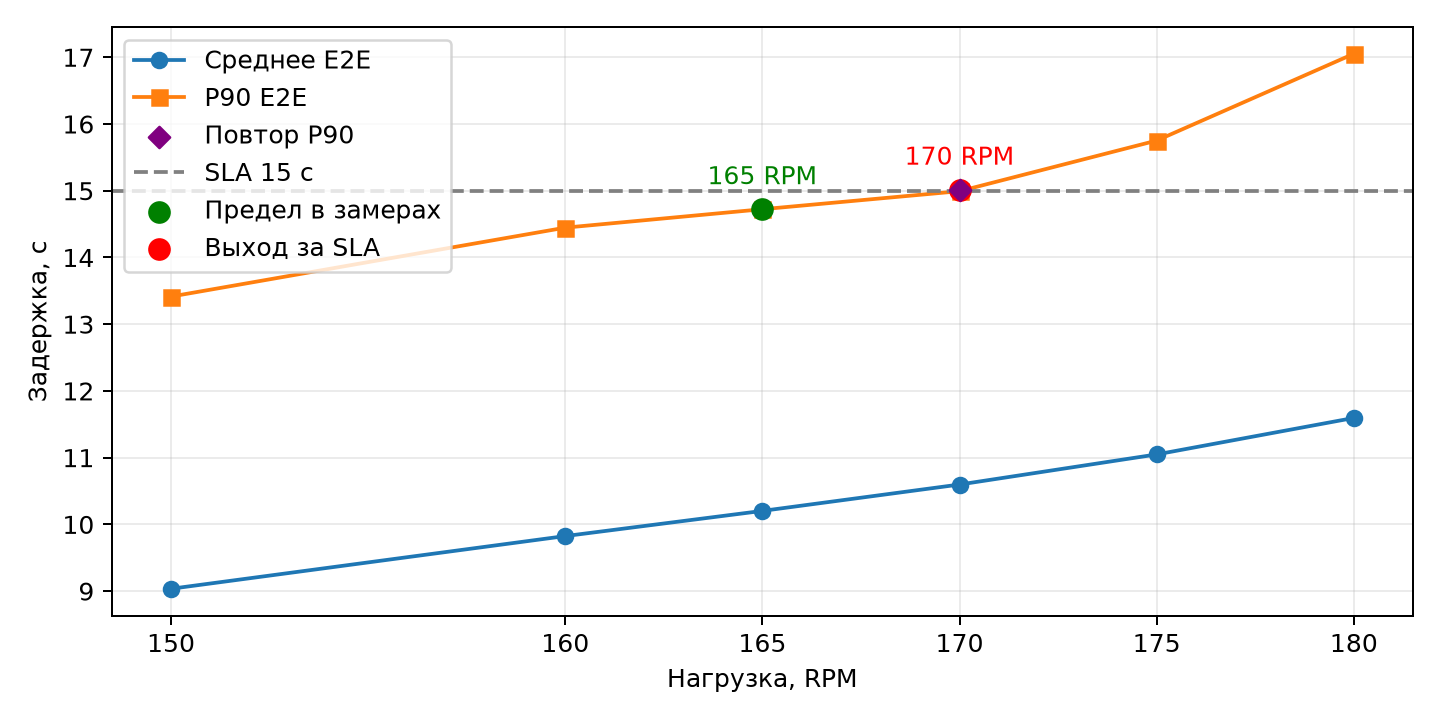 17
16
15
14
13
12
11
10
9
Задержка, с
Среднее E2E
P90 E2E
Повтор P90
SLA 15 с
Предел в замерах
Выход за SLA
165 RPM
170 RPM
150 160 165 170 175 180
Нагрузка, RPM